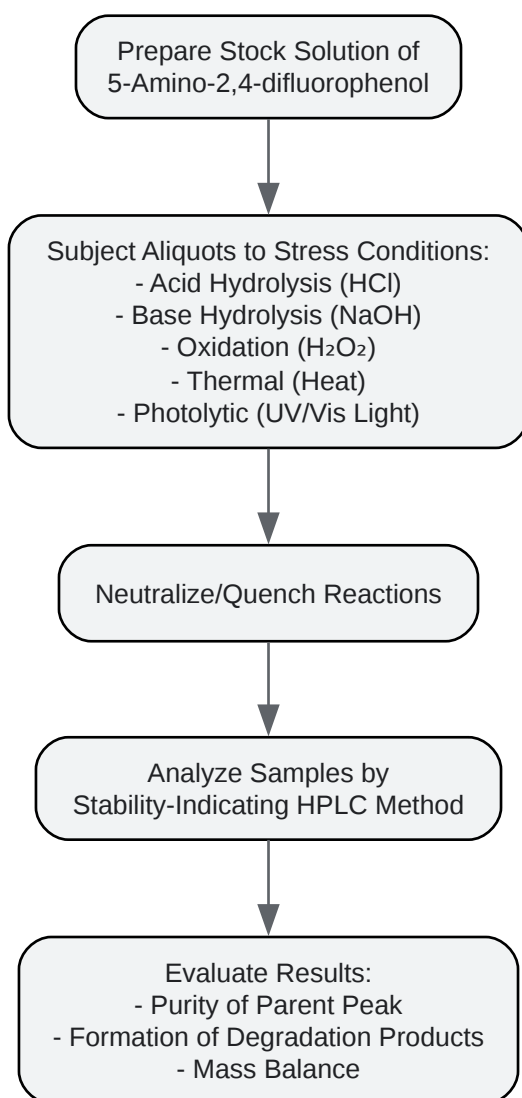 Prepare Stock Solution of
5-Amino-2,4-difluorophenol
Subject Aliquots to Stress Conditions:
- Acid Hydrolysis (HCl)
- Base Hydrolysis (NaOH)
- Oxidation (H₂O₂)
- Thermal (Heat)
- Photolytic (UV/Vis Light)
Neutralize/Quench Reactions
Analyze Samples by
Stability-Indicating HPLC Method
Evaluate Results:
- Purity of Parent Peak
- Formation of Degradation Products
- Mass Balance